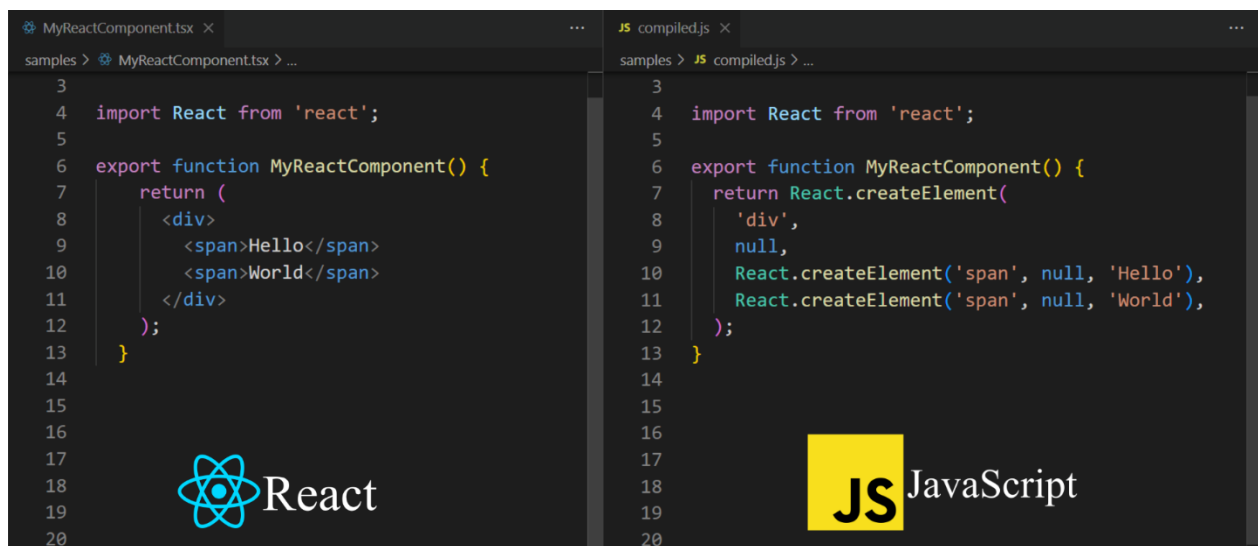 MyReactComponent.tsx ×
···
samples > MyReactComponent.tsx > ...
3
4 import React from 'react';
5
6 export function MyReactComponent() {
7 return (
8 <div>
9 <span>Hello</span>
10 <span>World</span>
11 </div>
12 );
13 }
14
15
16
17
18
19
20
React
JS compiled.js ×
···
samples > JS compiled.js > ...
3
4 import React from 'react';
5
6 export function MyReactComponent() {
7 return React.createElement(
8 'div',
9 null,
10 React.createElement('span', null, 'Hello'),
11 React.createElement('span', null, 'World'),
12 );
13 }
14
15
16
17
18
19
20
JS JavaScript